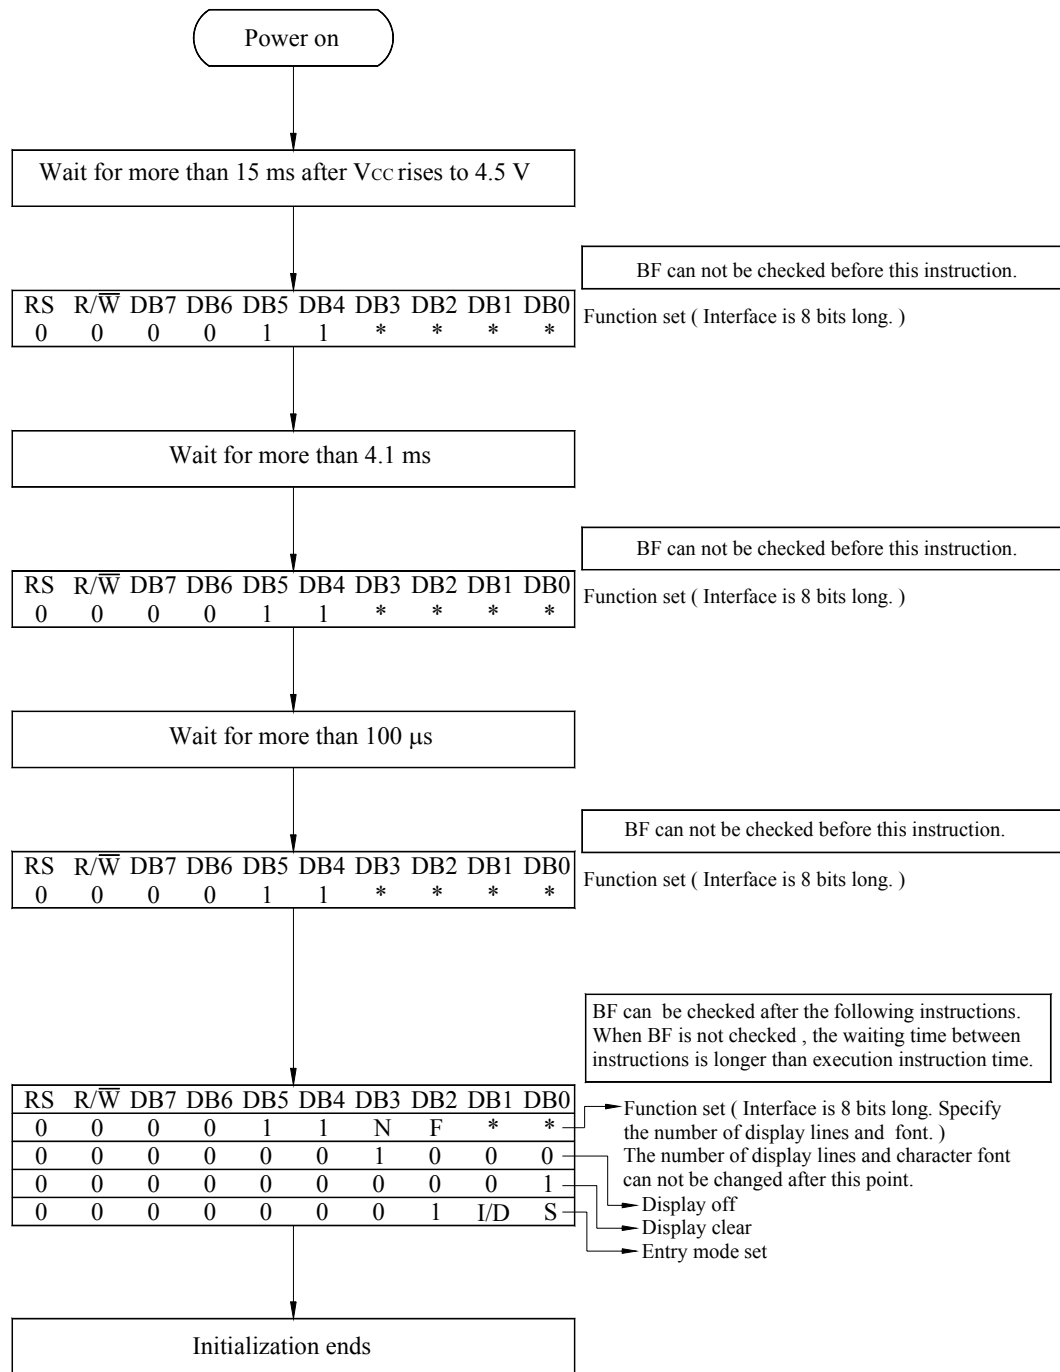 Power on
Wait for more than 15 ms after VCC rises to 4.5 V
BF can not be checked before this instruction.
RS R/W̅ DB7 DB6 DB5 DB4 DB3 DB2 DB1 DB0
0 0 0 0 1 1 * * * *
Function set ( Interface is 8 bits long. )
Wait for more than 4.1 ms
BF can not be checked before this instruction.
RS R/W̅ DB7 DB6 DB5 DB4 DB3 DB2 DB1 DB0
0 0 0 0 1 1 * * * *
Function set ( Interface is 8 bits long. )
Wait for more than 100 μs
BF can not be checked before this instruction.
RS R/W̅ DB7 DB6 DB5 DB4 DB3 DB2 DB1 DB0
0 0 0 0 1 1 * * * *
Function set ( Interface is 8 bits long. )
BF can be checked after the following instructions.
When BF is not checked , the waiting time between
instructions is longer than execution instruction time.
RS R/W̅ DB7 DB6 DB5 DB4 DB3 DB2 DB1 DB0
0 0 0 0 1 1 N F * *
0 0 0 0 0 0 1 0 0 0
0 0 0 0 0 0 0 0 0 1
0 0 0 0 0 0 0 1 I/D S
Function set ( Interface is 8 bits long. Specify
the number of display lines and font. )
The number of display lines and character font
can not be changed after this point.
Display off
Display clear
Entry mode set
Initialization ends